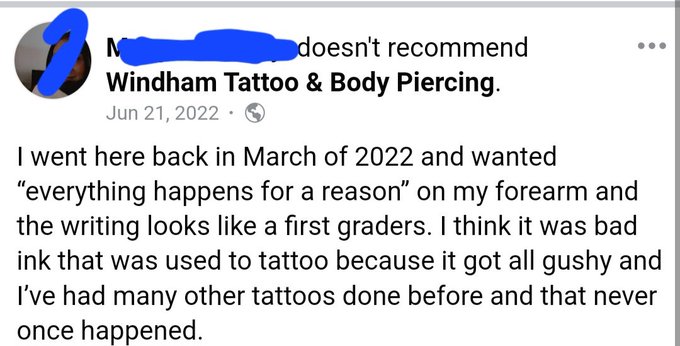 doesn't recommend
Windham Tattoo & Body Piercing.
Jun 21, 2022 ·
I went here back in March of 2022 and wanted
“everything happens for a reason” on my forearm and
the writing looks like a first graders. I think it was bad
ink that was used to tattoo because it got all gushy and
I’ve had many other tattoos done before and that never
once happened.